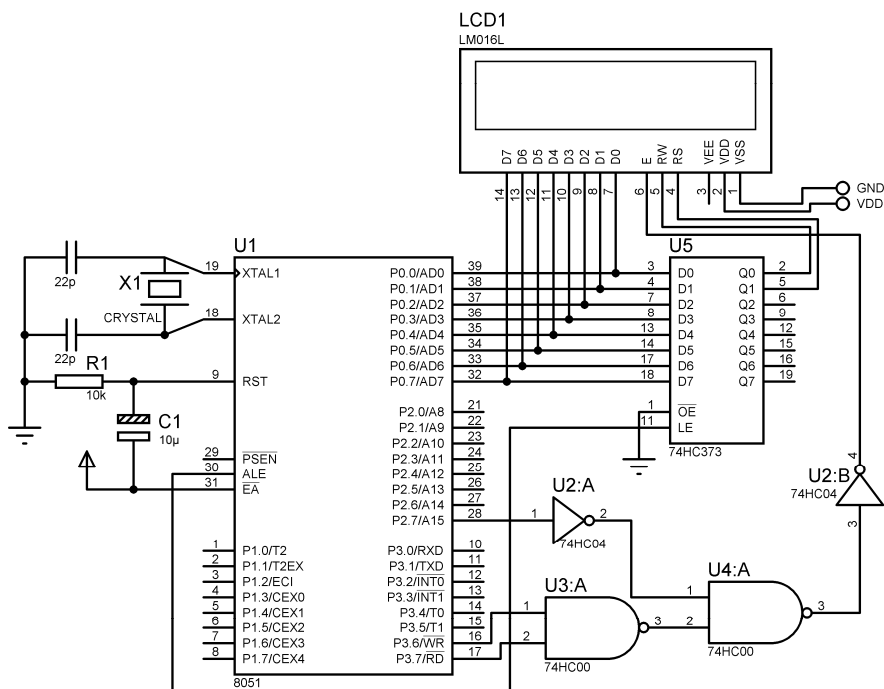 LCD1
LM016L
D7 D6 D5 D4 D3 D2 D1 D0 E RW RS VEE VDD VSS
14 13 12 11 10 9 8 7 6 5 4 3 2 1
GND
VDD
U1
U5
22p
X1
CRYSTAL
22p
R1
10k
C1
10µ
19 XTAL1
18 XTAL2
9 RST
29 PSEN
30 ALE
31 EA
1 P1.0/T2
2 P1.1/T2EX
3 P1.2/ECI
4 P1.3/CEX0
5 P1.4/CEX1
6 P1.5/CEX2
7 P1.6/CEX3
8 P1.7/CEX4
P0.0/AD0 39
P0.1/AD1 38
P0.2/AD2 37
P0.3/AD3 36
P0.4/AD4 35
P0.5/AD5 34
P0.6/AD6 33
P0.7/AD7 32
P2.0/A8 21
P2.1/A9 22
P2.2/A10 23
P2.3/A11 24
P2.4/A12 25
P2.5/A13 26
P2.6/A14 27
P2.7/A15 28
P3.0/RXD 10
P3.1/TXD 11
P3.2/INT0 12
P3.3/INT1 13
P3.4/T0 14
P3.5/T1 15
P3.6/WR 16
P3.7/RD 17
8051
3 D0 Q0 2
4 D1 Q1 5
7 D2 Q2 6
8 D3 Q3 9
13 D4 Q4 12
14 D5 Q5 15
17 D6 Q6 16
18 D7 Q7 19
1 OE
11 LE
74HC373
U2:A
1 2
74HC04
U2:B
74HC04
4
3
U3:A
1
2
3
74HC00
U4:A
1
2
3
74HC00